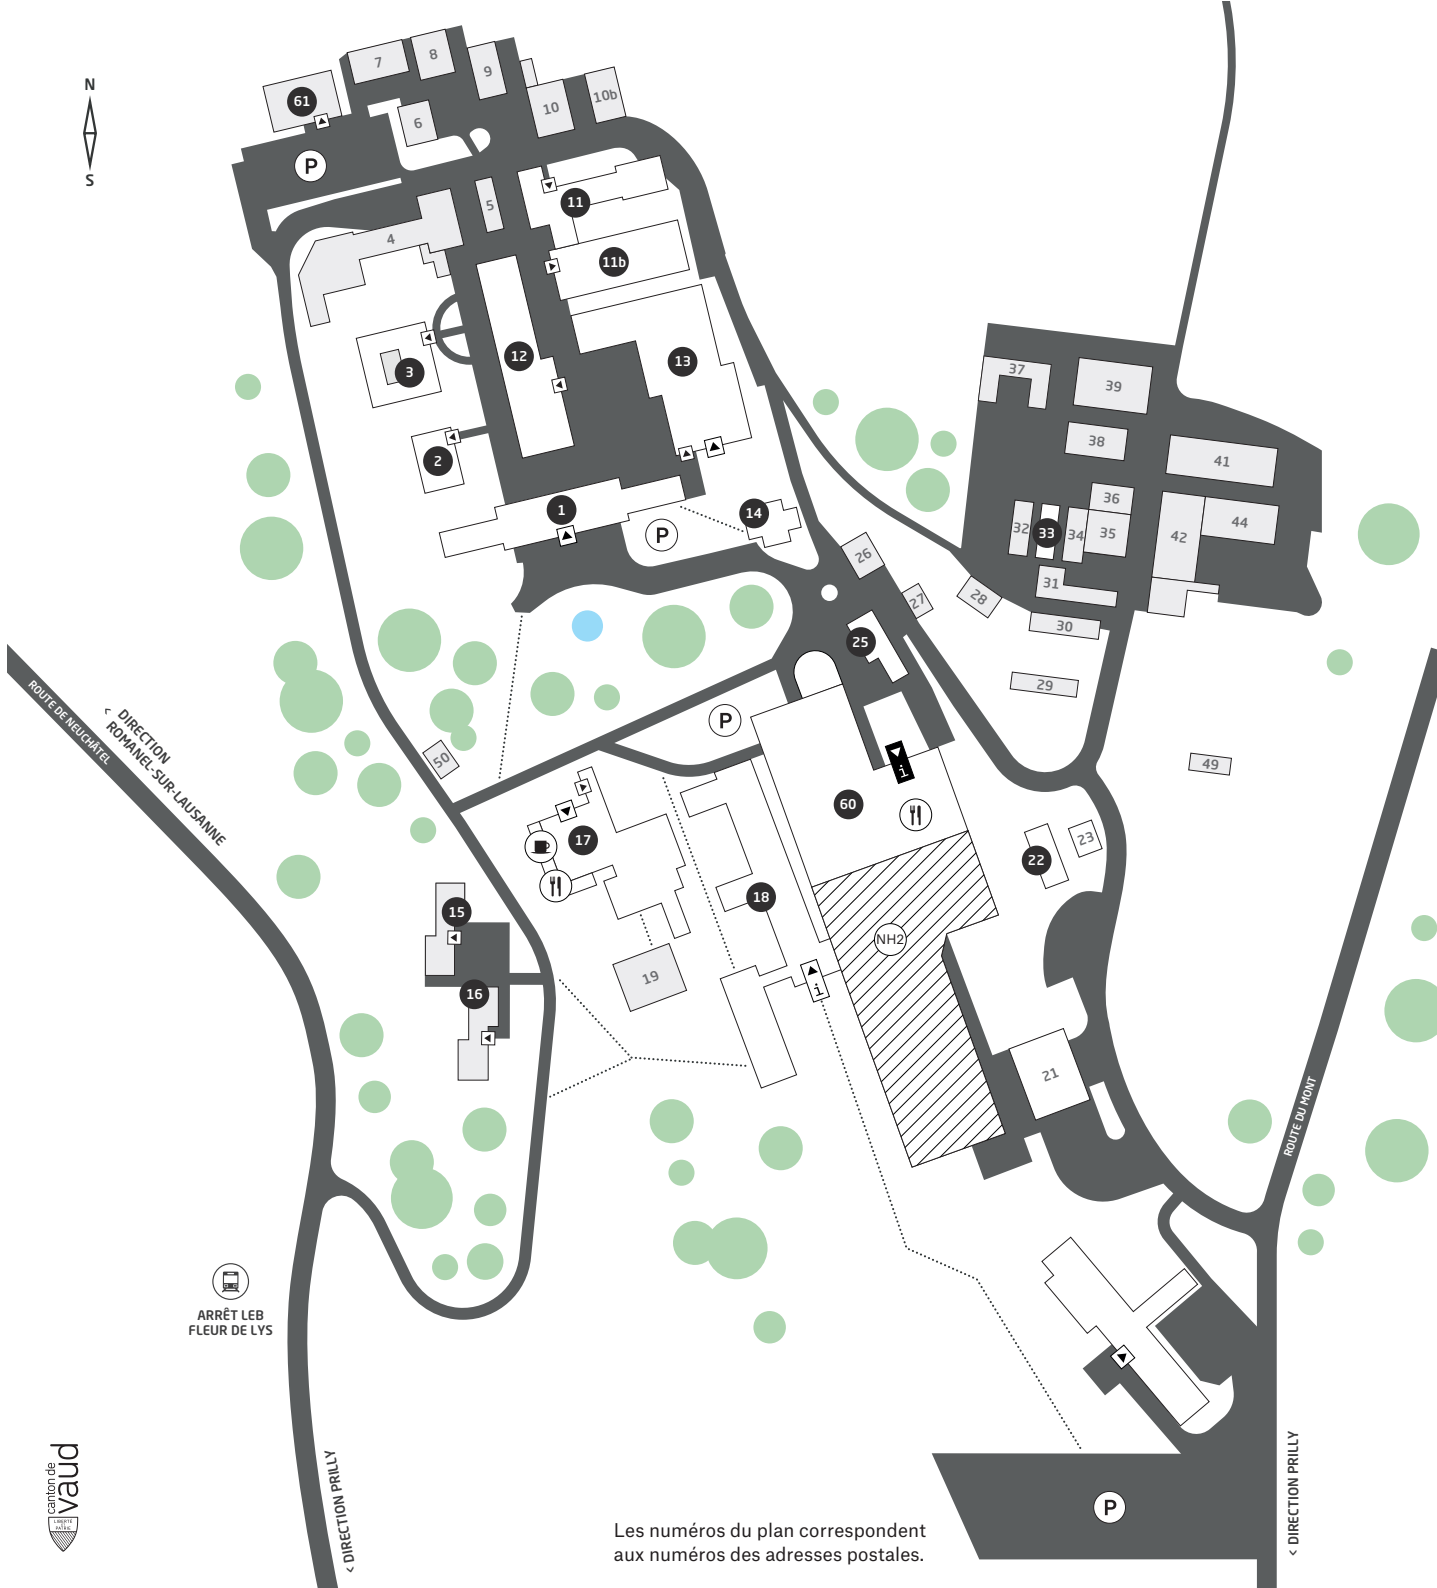 N
S
7
8
9
10
10b
61
6
P
5
4
11
11b
12
3
13
2
1
14
P
37
39
38
41
36
32
33
34
35
42
44
31
30
29
28
27
26
25
49
50
ROUTE DE NEUCHÂTEL
< DIRECTION
ROMANEL-SUR-LAUSANNE
P
i
60
17
22
23
18
15
NH2
19
16
i
21
ROUTE DU MONT
ARRÊT LEB
FLEUR DE LYS
canton de
vaud
LIBERTÉ
ET
PATRIE
< DIRECTION PRILLY
P
< DIRECTION PRILLY
Les numéros du plan correspondent
aux numéros des adresses postales.